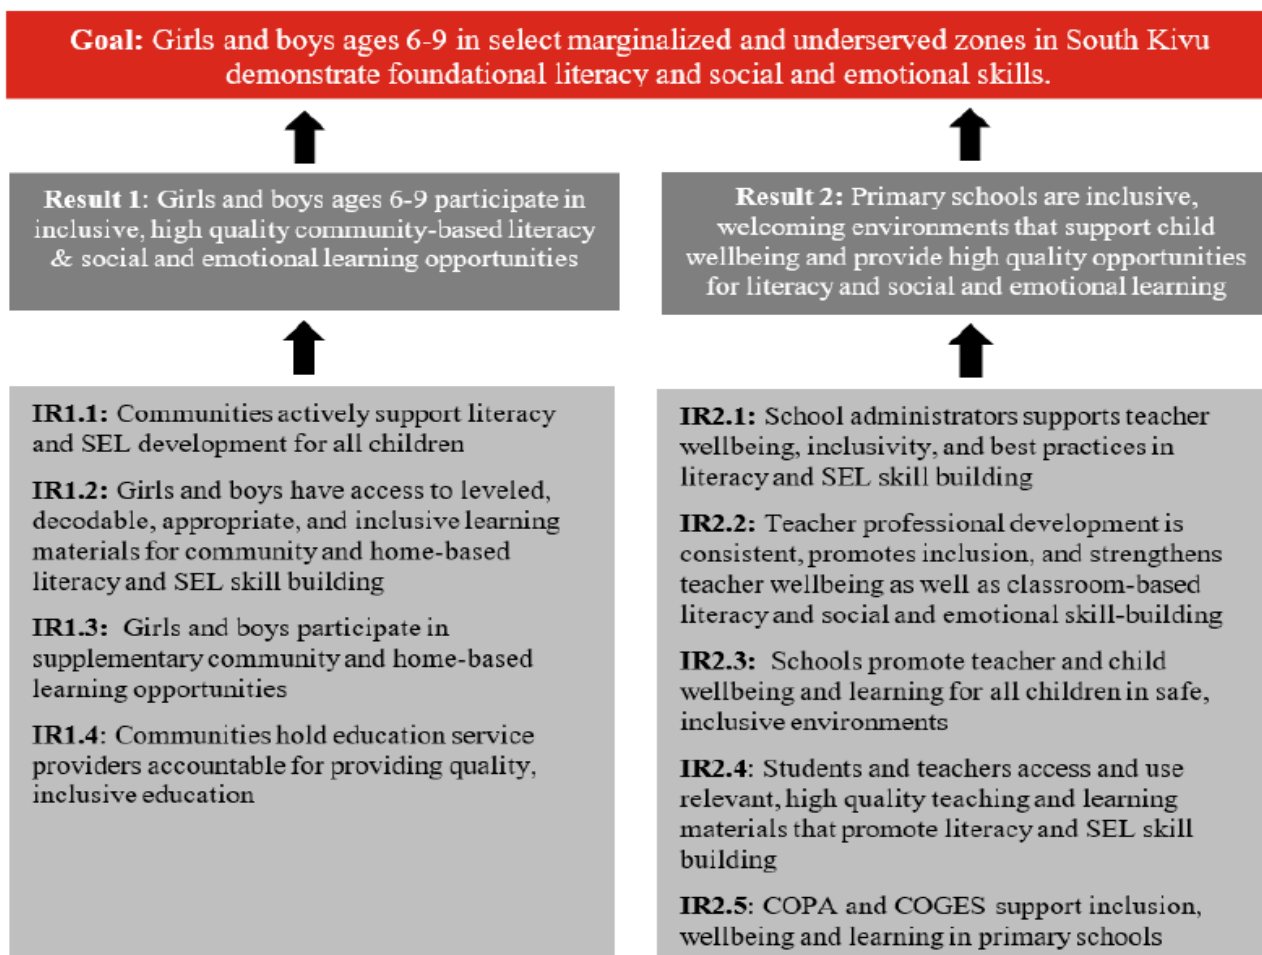 Goal: Girls and boys ages 6-9 in select marginalized and underserved zones in South Kivu
demonstrate foundational literacy and social and emotional skills.
Result 1: Girls and boys ages 6-9 participate in
inclusive, high quality community-based literacy
& social and emotional learning opportunities
IR1.1: Communities actively support literacy
and SEL development for all children
IR1.2: Girls and boys have access to leveled,
decodable, appropriate, and inclusive learning
materials for community and home-based
literacy and SEL skill building
IR1.3: Girls and boys participate in
supplementary community and home-based
learning opportunities
IR1.4: Communities hold education service
providers accountable for providing quality,
inclusive education
Result 2: Primary schools are inclusive,
welcoming environments that support child
wellbeing and provide high quality opportunities
for literacy and social and emotional learning
IR2.1: School administrators supports teacher
wellbeing, inclusivity, and best practices in
literacy and SEL skill building
IR2.2: Teacher professional development is
consistent, promotes inclusion, and strengthens
teacher wellbeing as well as classroom-based
literacy and social and emotional skill-building
IR2.3: Schools promote teacher and child
wellbeing and learning for all children in safe,
inclusive environments
IR2.4: Students and teachers access and use
relevant, high quality teaching and learning
materials that promote literacy and SEL skill
building
IR2.5: COPA and COGES support inclusion,
wellbeing and learning in primary schools